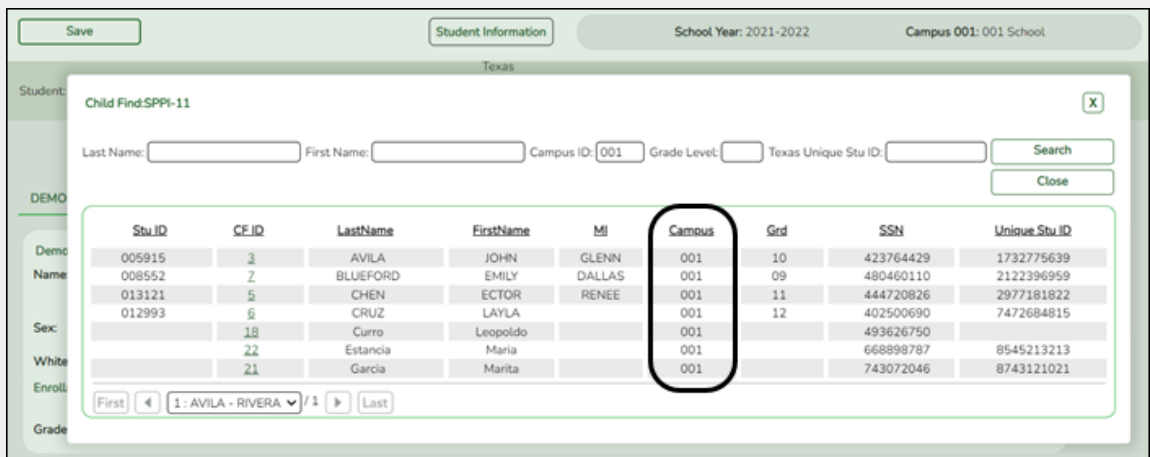 Save
Student Information
School Year: 2021-2022
Campus 001: 001 School
Texas
Student:
Child Find:SPPI-11
X
Last Name: First Name: Campus ID: 001 Grade Level: Texas Unique Stu ID: Search
Close
DEMO
Stu ID CF ID LastName FirstName MI Campus Grd SSN Unique Stu ID
005915 3 AVILA JOHN GLENN 001 10 423764429 1732775639
008552 7 BLUEFORD EMILY DALLAS 001 09 480460110 2122396959
013121 5 CHEN ECTOR RENEE 001 11 444720826 2977181822
012993 6 CRUZ LAYLA 001 12 402500690 7472684815
18 Curro Leopoldo 001 493626750
22 Estancia Maria 001 668898787 8545213213
21 Garcia Marita 001 743072046 8743121021
Demo
Name:
Sex:
White
Enroll
Grade
First 1 : AVILA - RIVERA / 1 Last